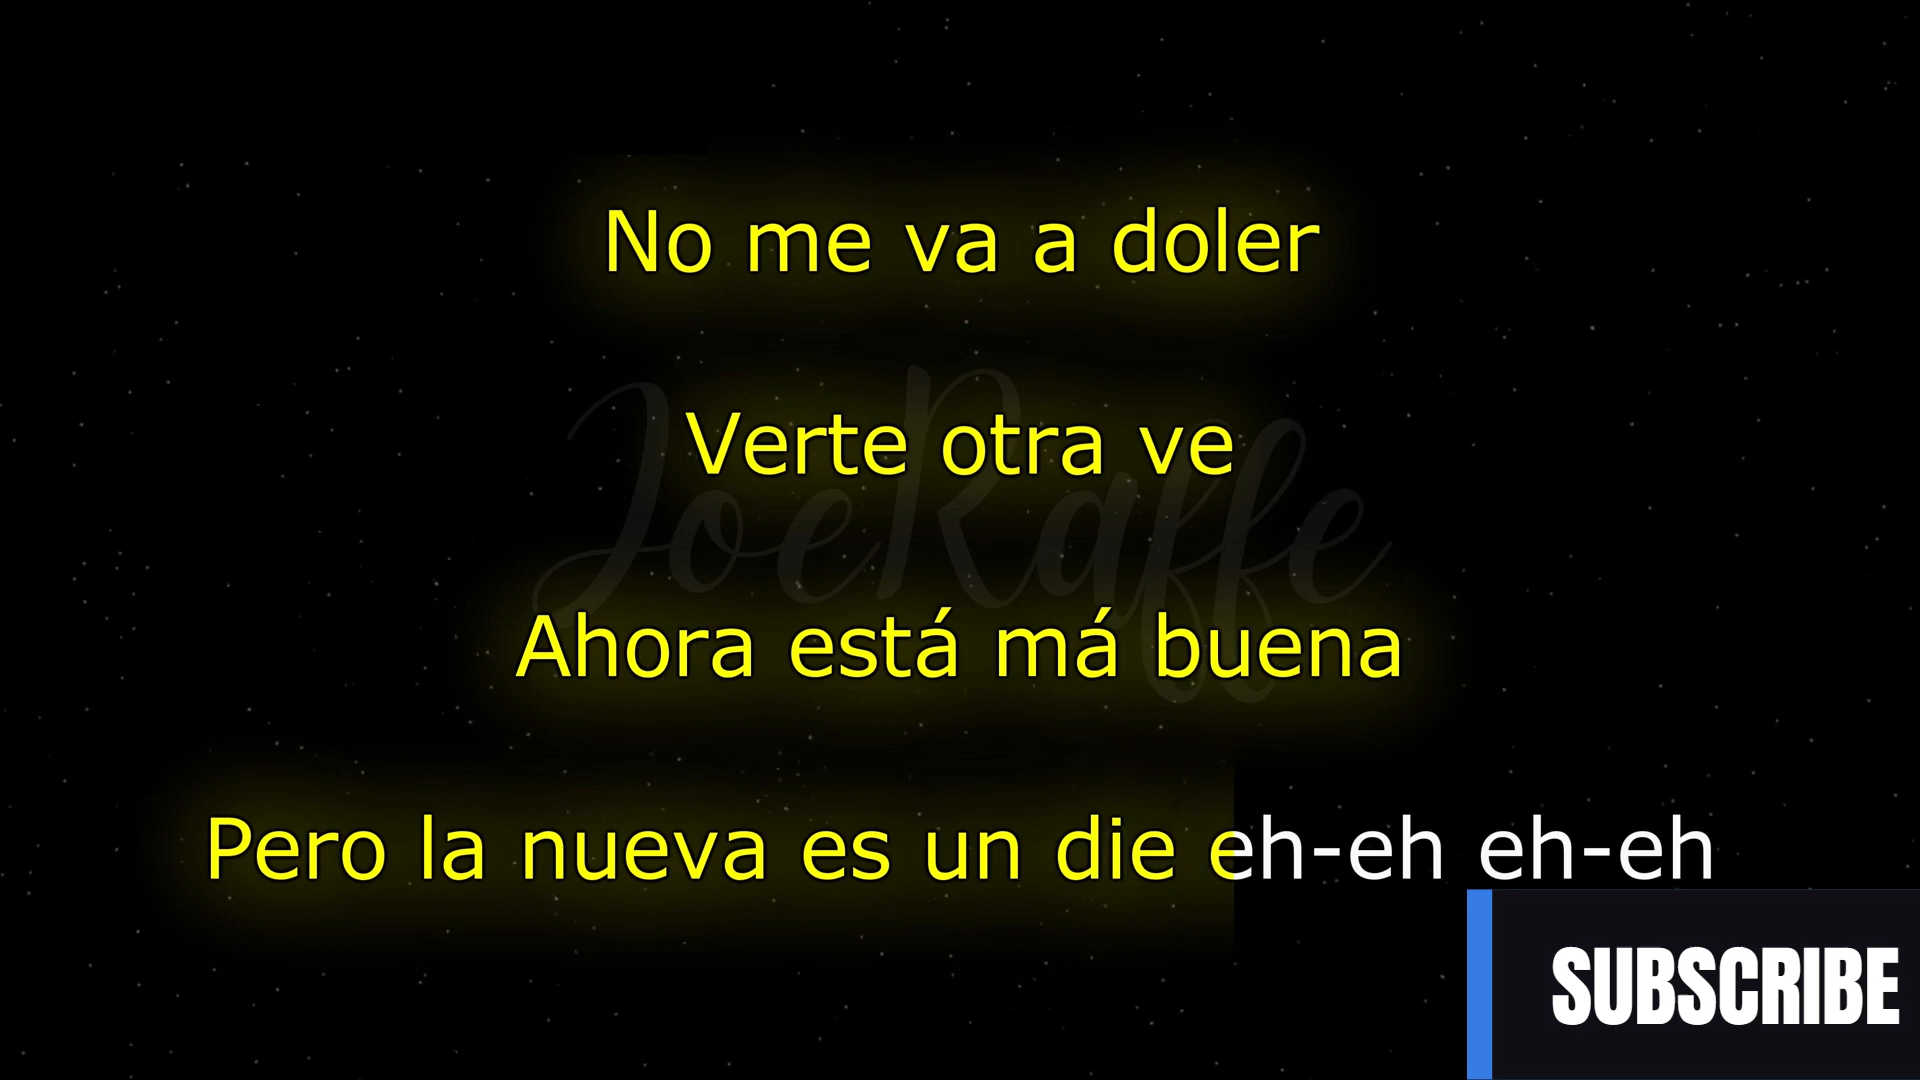 No me va a doler
Verte otra ve
JoeRaffe
Ahora está má buena
Pero la nueva es un die eh-eh eh-eh
SUBSCRIBE